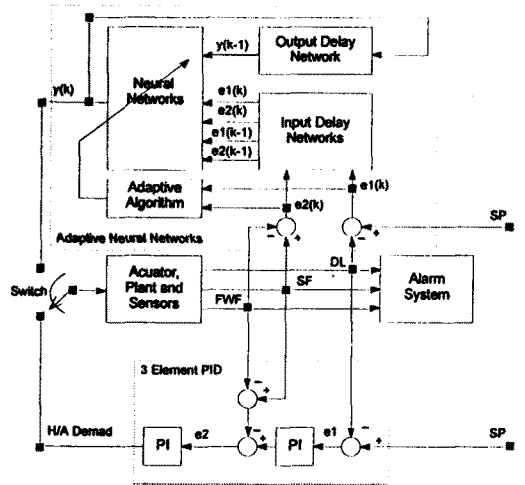 Output Delay
Network
y(k-1)
y(k)
Neural
Networks
e1(k)
e2(k)
e1(k-1)
e2(k-1)
Input Delay
Networks
Adaptive
Algorithm
e1(k)
e2(k)
SP
- +
- +
Adaptive Neural Networks
Switch
Acuator,
Plant and
Sensors
DL
SF
FWF
Alarm
System
3 Element PID
- +
H/A Demad
PI
e2
- +
PI
e1
- +
SP